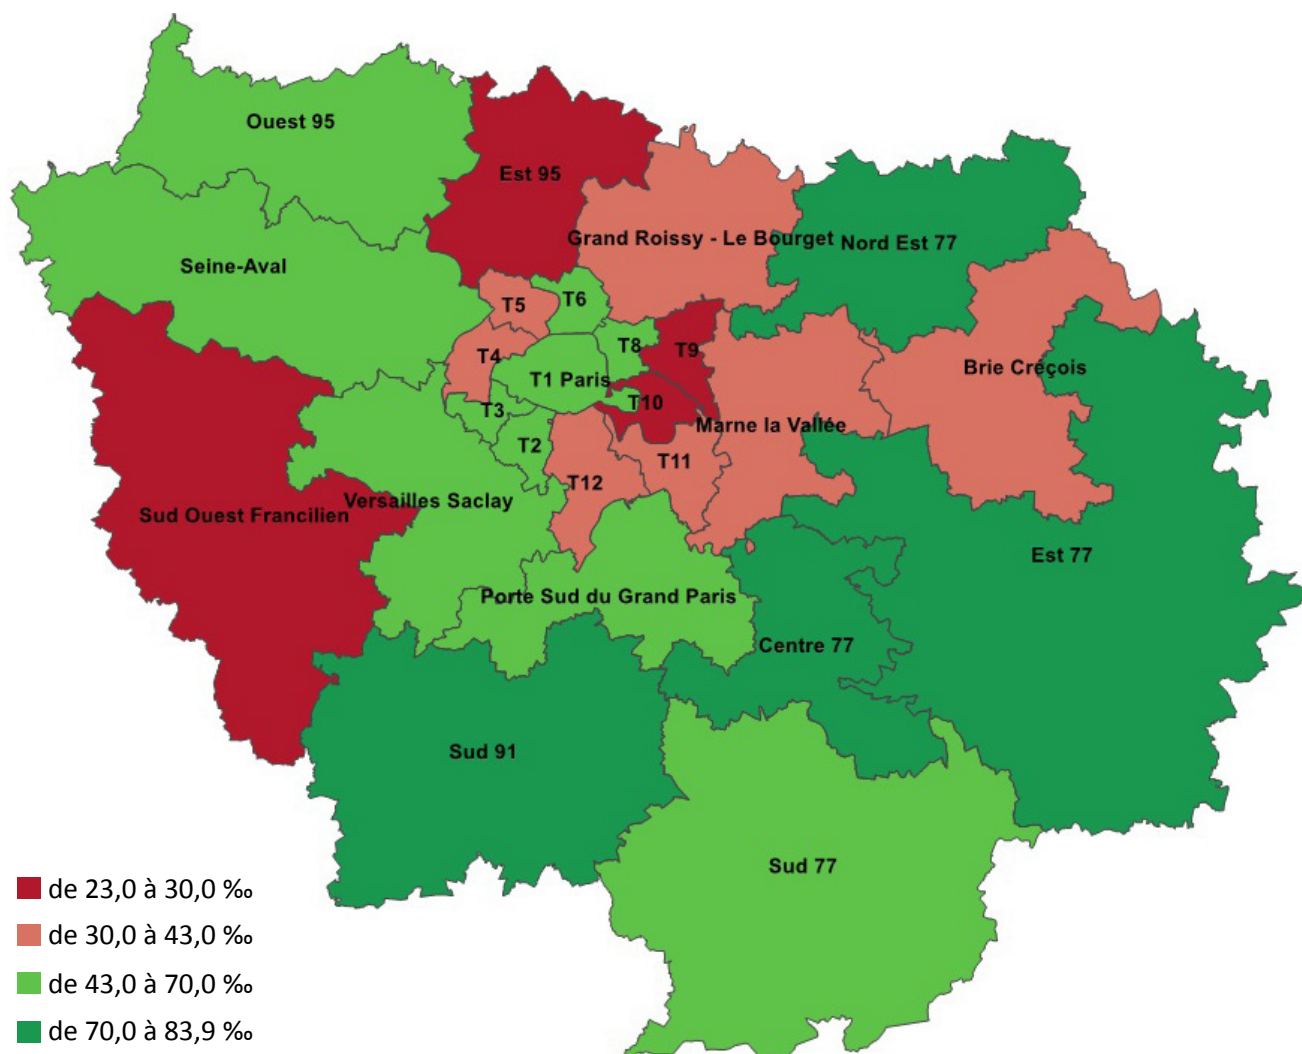 Ouest 95
Est 95
Grand Roissy - Le Bourget
Nord Est 77
Seine-Aval
T5
T6
T4
T8
T9
T1 Paris
Brie Créçois
T3
T10
Marne la Vallée
T2
T11
T12
Versailles Saclay
Sud Ouest Francilien
Est 77
Porte Sud du Grand Paris
Centre 77
Sud 91
Sud 77
de 23,0 à 30,0 ‰
de 30,0 à 43,0 ‰
de 43,0 à 70,0 ‰
de 70,0 à 83,9 ‰